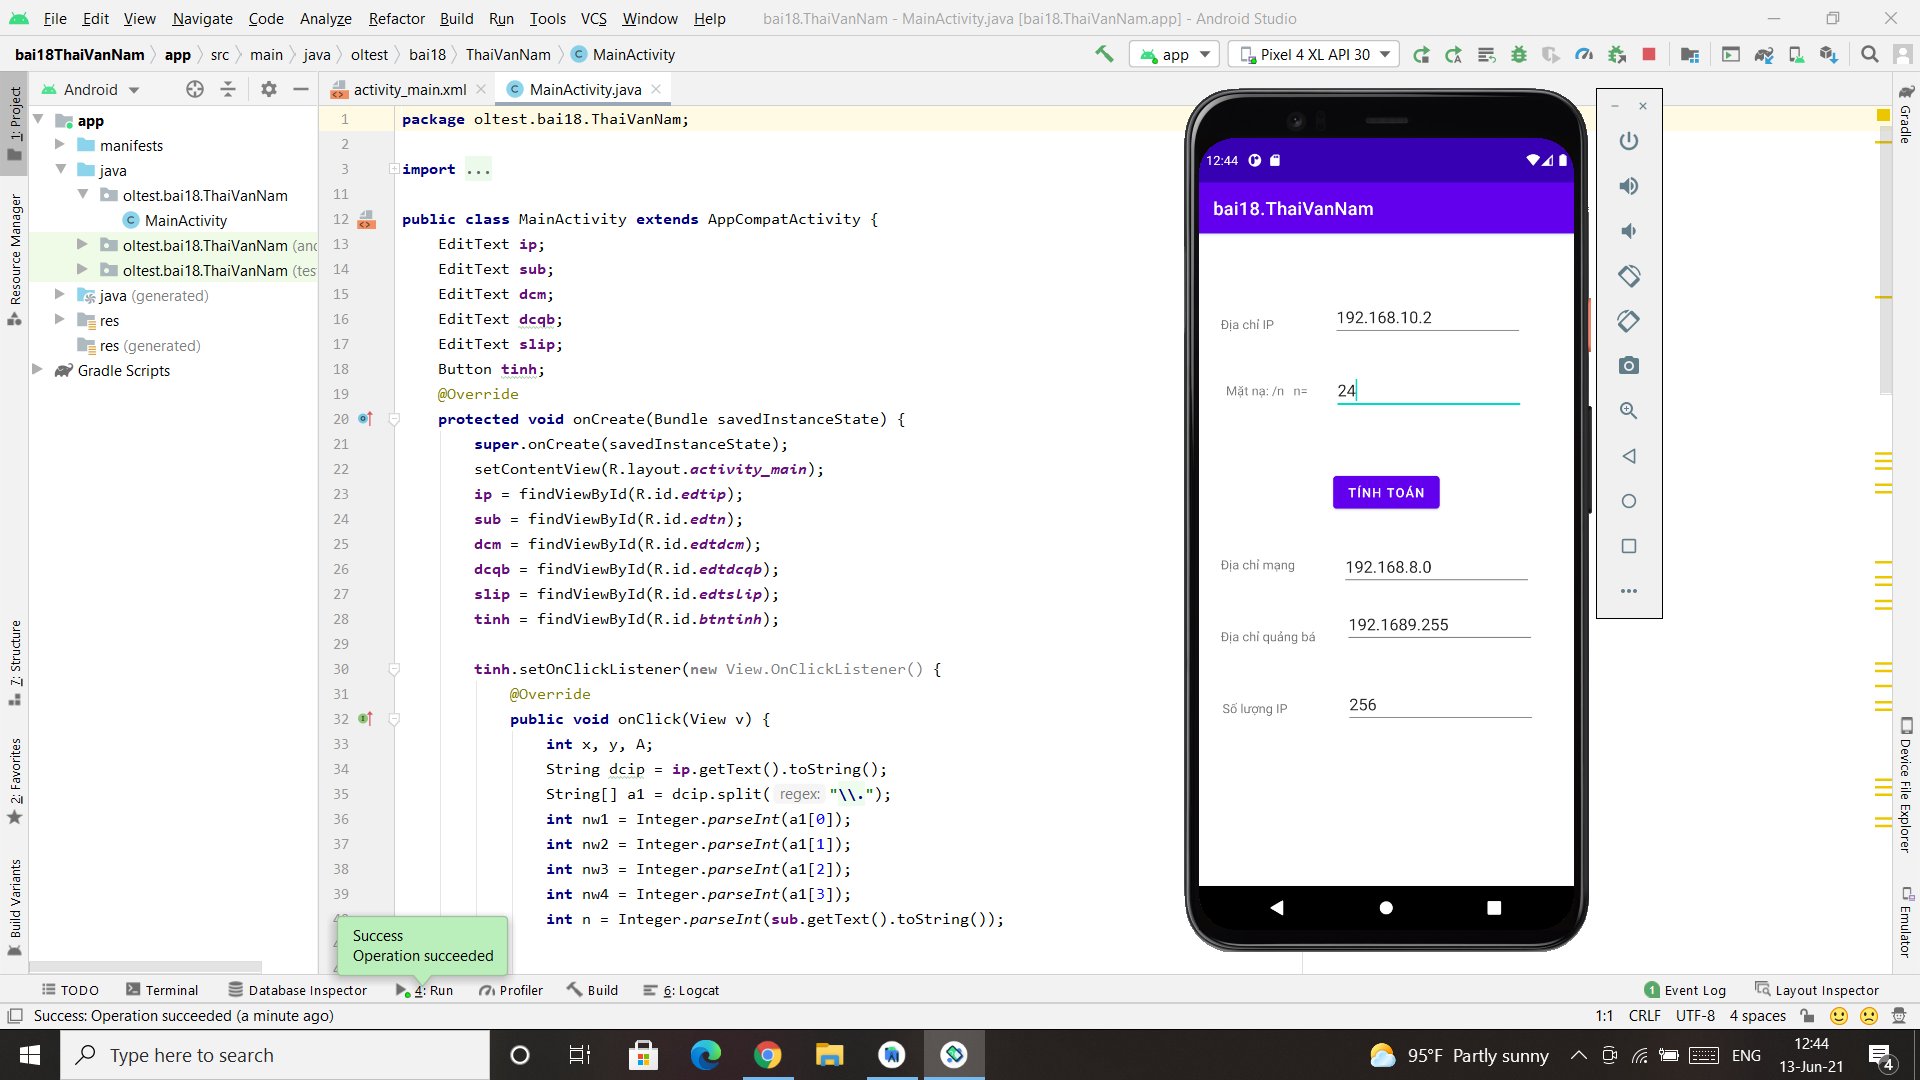 File Edit View Navigate Code Analyze Refactor Build Run Tools VCS Window Help bai18.ThaiVanNam - MainActivity.java [bai18.ThaiVanNam.app] - Android Studio
bai18ThaiVanNam app src main java oltest bai18 ThaiVanNam MainActivity app Pixel 4 XL API 30
Android
activity_main.xml MainActivity.java
1: Project
Resource Manager
7: Structure
2: Favorites
Build Variants
app
manifests
java
oltest.bai18.ThaiVanNam
MainActivity
oltest.bai18.ThaiVanNam (anc
oltest.bai18.ThaiVanNam (tes
java (generated)
res
res (generated)
Gradle Scripts
1 package oltest.bai18.ThaiVanNam;
2
3 import ...
11
12 public class MainActivity extends AppCompatActivity {
13 EditText ip;
14 EditText sub;
15 EditText dcm;
16 EditText dcqb;
17 EditText slip;
18 Button tinh;
19 @Override
20 protected void onCreate(Bundle savedInstanceState) {
21 super.onCreate(savedInstanceState);
22 setContentView(R.layout.activity_main);
23 ip = findViewById(R.id.edtip);
24 sub = findViewById(R.id.edtn);
25 dcm = findViewById(R.id.edtdcm);
26 dcqb = findViewById(R.id.edtdcqb);
27 slip = findViewById(R.id.edtslip);
28 tinh = findViewById(R.id.btntinh);
29
30 tinh.setOnClickListener(new View.OnClickListener() {
31 @Override
32 public void onClick(View v) {
33 int x, y, A;
34 String dcip = ip.getText().toString();
35 String[] a1 = dcip.split( regex: "\\.");
36 int nw1 = Integer.parseInt(a1[0]);
37 int nw2 = Integer.parseInt(a1[1]);
38 int nw3 = Integer.parseInt(a1[2]);
39 int nw4 = Integer.parseInt(a1[3]);
int n = Integer.parseInt(sub.getText().toString());
Success
Operation succeeded
12:44
bai18.ThaiVanNam
Địa chỉ IP 192.168.10.2
Mặt nạ: /n n= 24
TÍNH TOÁN
Địa chỉ mạng 192.168.8.0
Địa chỉ quảng bá 192.1689.255
Số lượng IP 256
Gradle
Device File Explorer
Emulator
TODO Terminal Database Inspector 4: Run Profiler Build 6: Logcat 1 Event Log Layout Inspector
Success: Operation succeeded (a minute ago) 1:1 CRLF UTF-8 4 spaces
Type here to search 95°F Partly sunny ENG 12:44
13-Jun-21 4